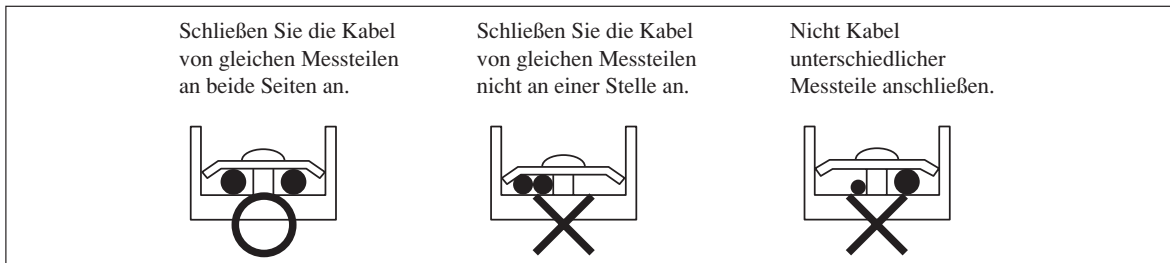 Schließen Sie die Kabel
von gleichen Messteilen
an beide Seiten an.
Schließen Sie die Kabel
von gleichen Messteilen
nicht an einer Stelle an.
Nicht Kabel
unterschiedlicher
Messteile anschließen.